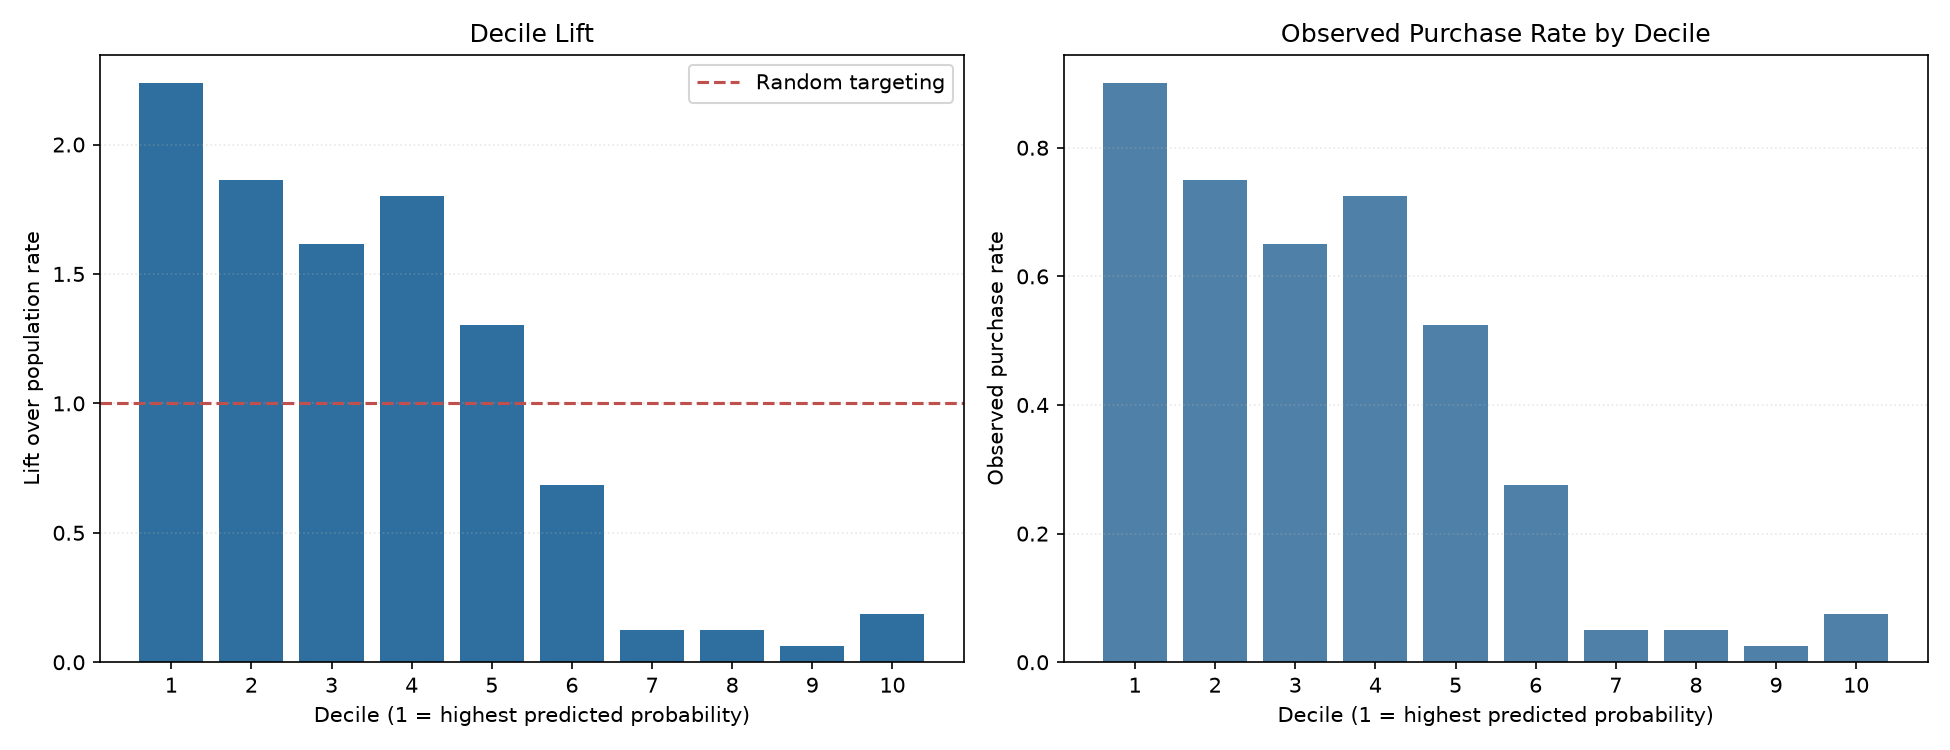 Decile Lift
Random targeting
Lift over population rate
2.0
1.5
1.0
0.5
0.0
1 2 3 4 5 6 7 8 9 10
Decile (1 = highest predicted probability)
Observed Purchase Rate by Decile
Observed purchase rate
0.8
0.6
0.4
0.2
0.0
1 2 3 4 5 6 7 8 9 10
Decile (1 = highest predicted probability)